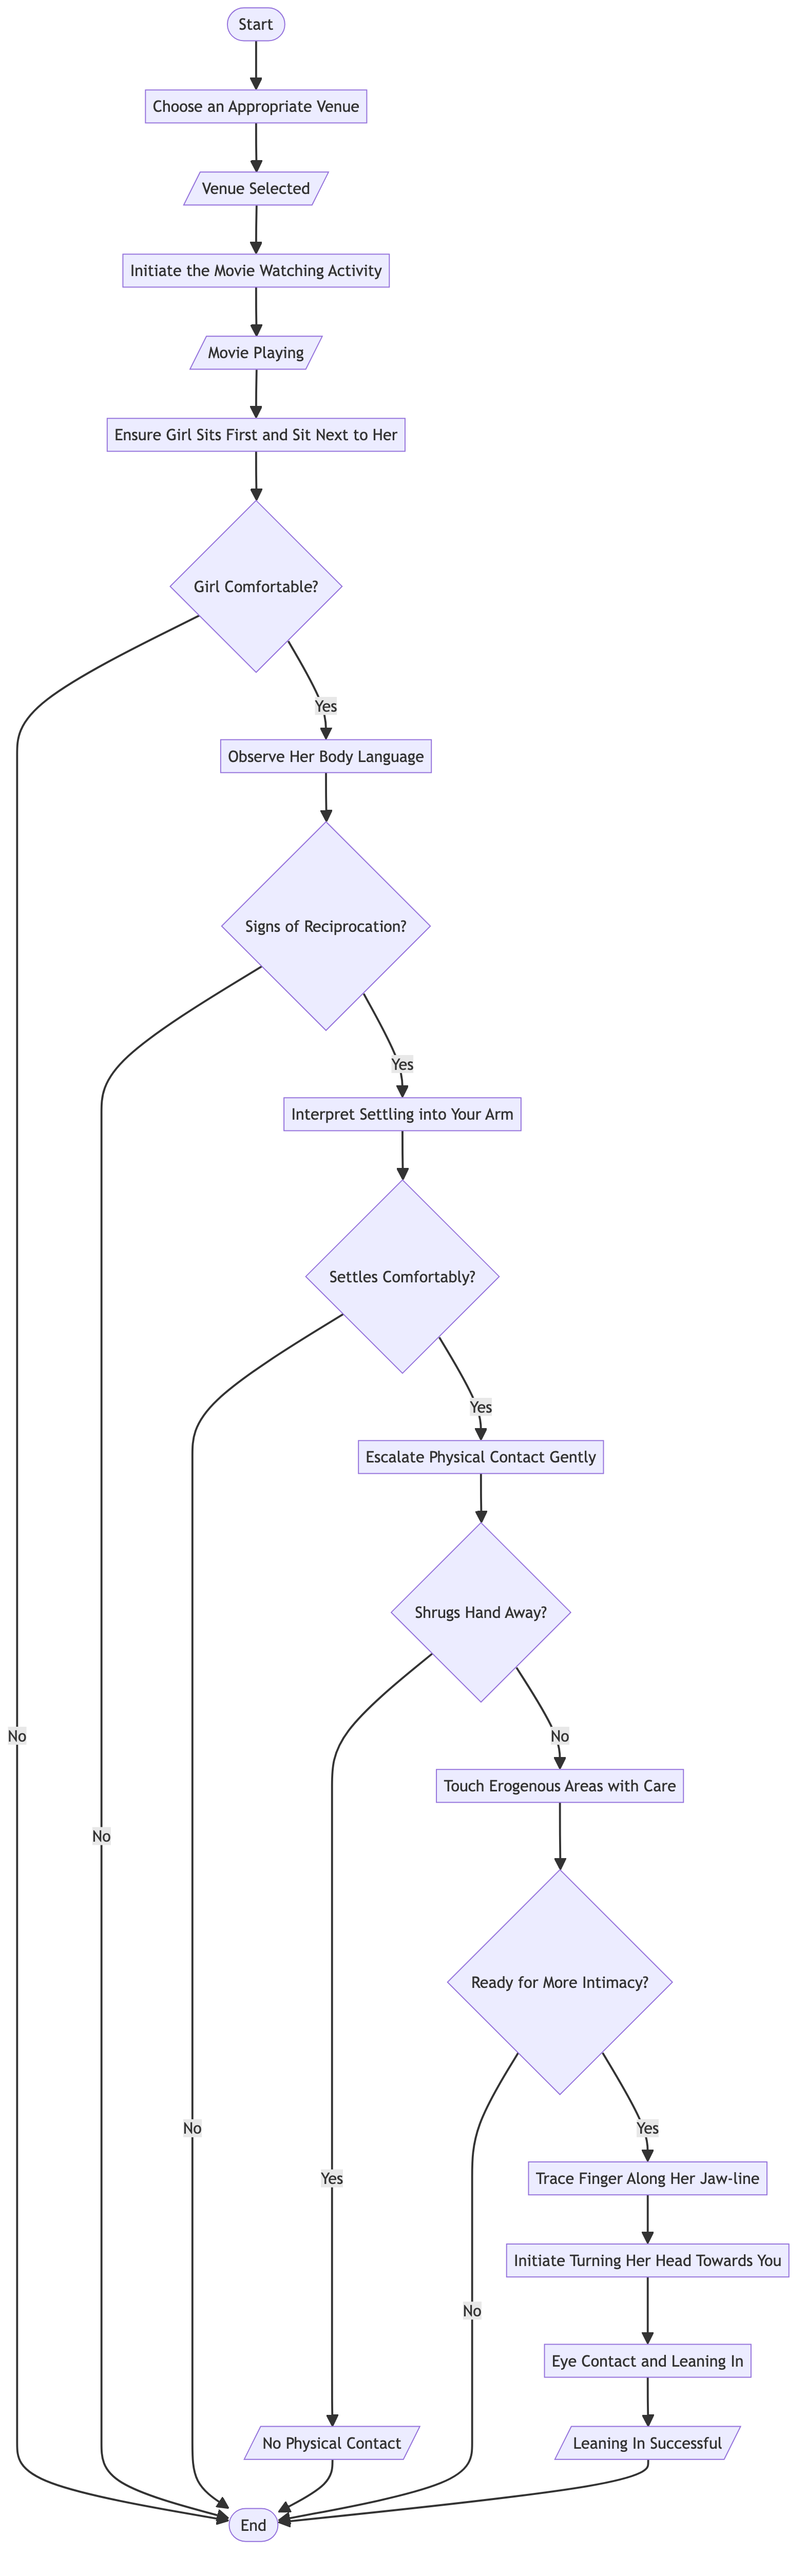 Start
Choose an Appropriate Venue
Venue Selected
Initiate the Movie Watching Activity
Movie Playing
Ensure Girl Sits First and Sit Next to Her
Girl Comfortable?
Yes
Observe Her Body Language
Signs of Reciprocation?
Yes
Interpret Settling into Your Arm
Settles Comfortably?
Yes
Escalate Physical Contact Gently
Shrugs Hand Away?
No
No
Touch Erogenous Areas with Care
No
Ready for More Intimacy?
No
Yes
Yes
Trace Finger Along Her Jaw-line
Initiate Turning Her Head Towards You
No
Eye Contact and Leaning In
No Physical Contact
Leaning In Successful
End